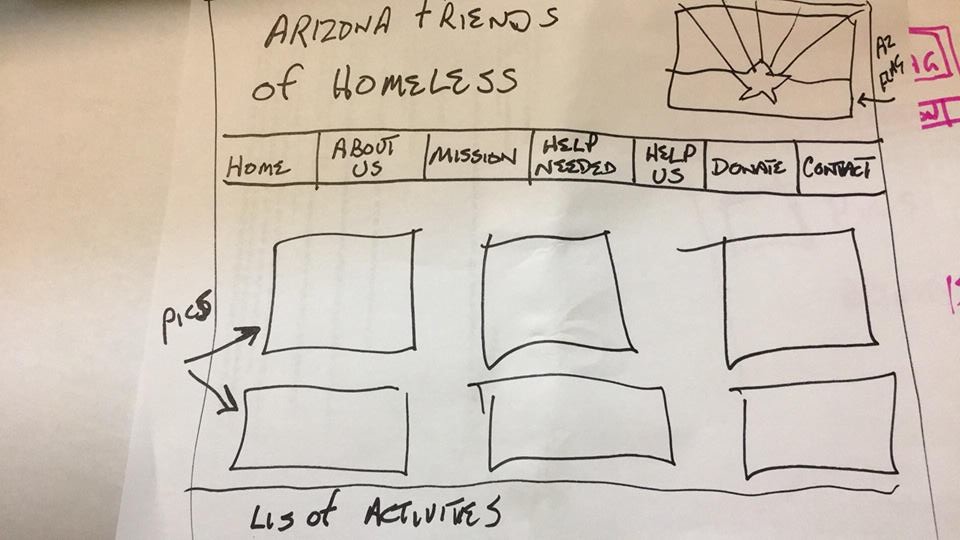 ARIZONA FRIENDS
of HOMELESS
AZ
FLAG
HOME
ABOUT
US
MISSION
HELP
NEEDED
HELP
US
DONATE
CONTACT
PICS
LIS of ACTIVITIES